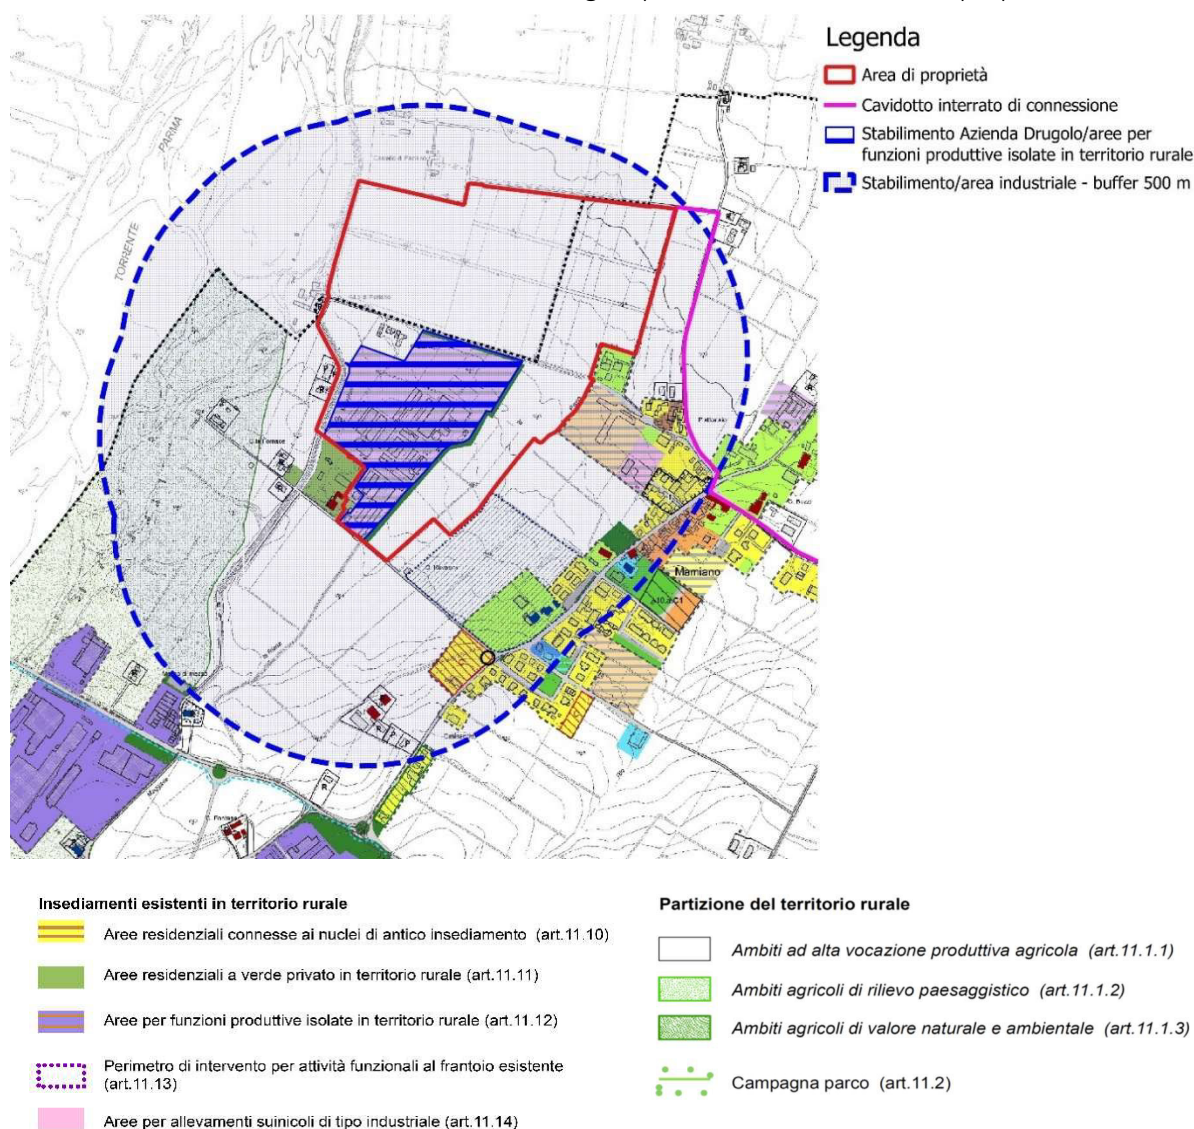 Legenda
Area di proprietà
Cavidotto interrato di connessione
Stabilimento Azienda Drugolo/aree per
funzioni produttive isolate in territorio rurale
Stabilimento/area industriale - buffer 500 m
PARMA
TORRENTE
Mamiano
Insediamenti esistenti in territorio rurale
Aree residenziali connesse ai nuclei di antico insediamento (art.11.10)
Aree residenziali a verde privato in territorio rurale (art.11.11)
Aree per funzioni produttive isolate in territorio rurale (art.11.12)
Perimetro di intervento per attività funzionali al frantoio esistente
(art.11.13)
Aree per allevamenti suinicoli di tipo industriale (art.11.14)
Partizione del territorio rurale
Ambiti ad alta vocazione produttiva agricola (art.11.1.1)
Ambiti agricoli di rilievo paesaggistico (art.11.1.2)
Ambiti agricoli di valore naturale e ambientale (art.11.1.3)
Campagna parco (art.11.2)